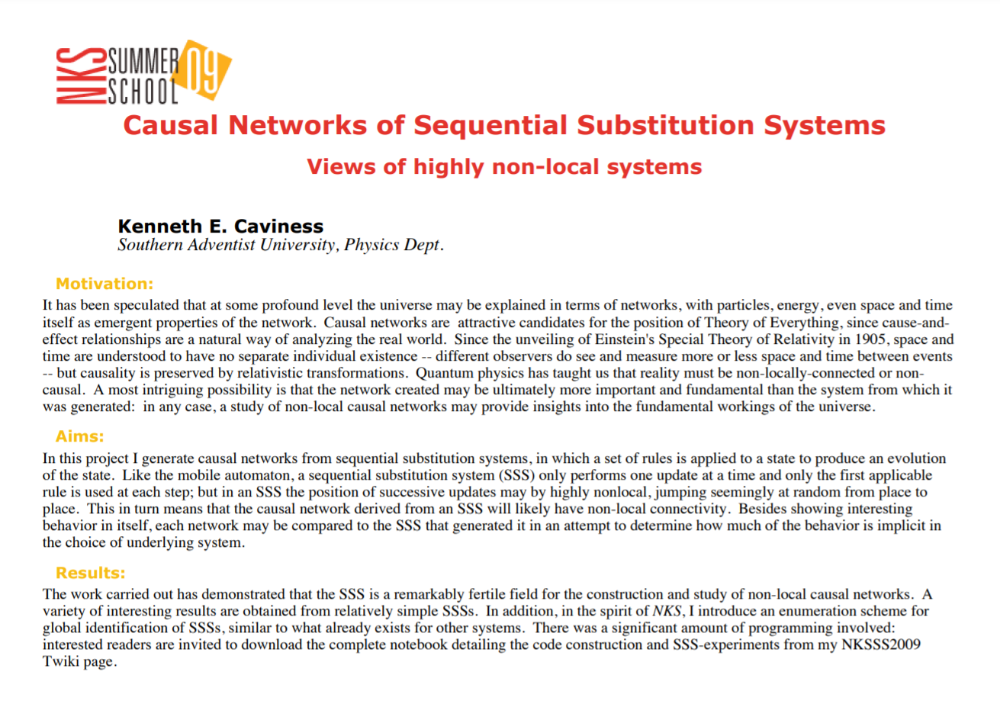 NKS SUMMER SCHOOL 09
Causal Networks of Sequential Substitution Systems
Views of highly non-local systems
Kenneth E. Caviness
Southern Adventist University, Physics Dept.
Motivation:
It has been speculated that at some profound level the universe may be explained in terms of networks, with particles, energy, even space and time
itself as emergent properties of the network. Causal networks are attractive candidates for the position of Theory of Everything, since cause-and-
effect relationships are a natural way of analyzing the real world. Since the unveiling of Einstein's Special Theory of Relativity in 1905, space and
time are understood to have no separate individual existence -- different observers do see and measure more or less space and time between events
-- but causality is preserved by relativistic transformations. Quantum physics has taught us that reality must be non-locally-connected or non-
causal. A most intriguing possibility is that the network created may be ultimately more important and fundamental than the system from which it
was generated: in any case, a study of non-local causal networks may provide insights into the fundamental workings of the universe.
Aims:
In this project I generate causal networks from sequential substitution systems, in which a set of rules is applied to a state to produce an evolution
of the state. Like the mobile automaton, a sequential substitution system (SSS) only performs one update at a time and only the first applicable
rule is used at each step; but in an SSS the position of successive updates may by highly nonlocal, jumping seemingly at random from place to
place. This in turn means that the causal network derived from an SSS will likely have non-local connectivity. Besides showing interesting
behavior in itself, each network may be compared to the SSS that generated it in an attempt to determine how much of the behavior is implicit in
the choice of underlying system.
Results:
The work carried out has demonstrated that the SSS is a remarkably fertile field for the construction and study of non-local causal networks. A
variety of interesting results are obtained from relatively simple SSSs. In addition, in the spirit of NKS, I introduce an enumeration scheme for
global identification of SSSs, similar to what already exists for other systems. There was a significant amount of programming involved:
interested readers are invited to download the complete notebook detailing the code construction and SSS-experiments from my NKSSS2009
Twiki page.